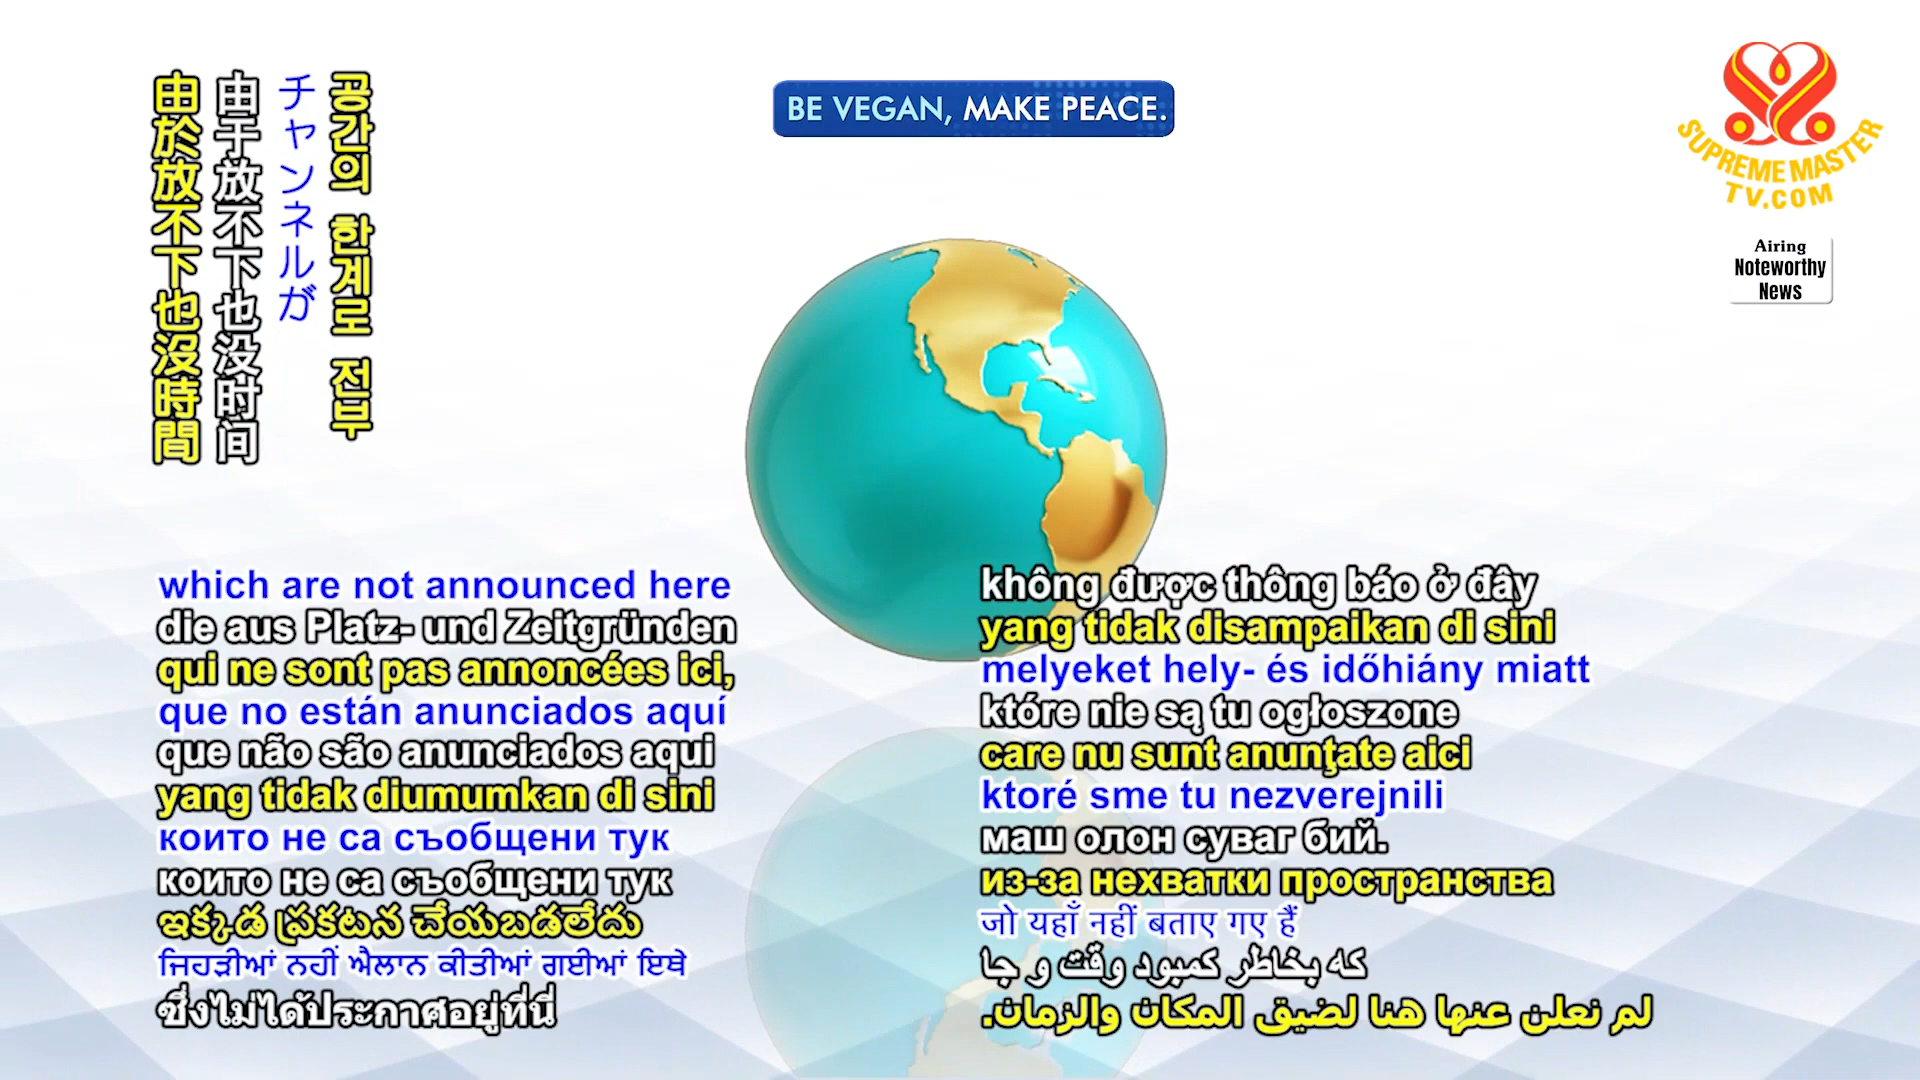 由於放不下也沒時間
由于放不下也没时间
チャンネルが
공간의 한계로 전부
BE VEGAN, MAKE PEACE.
SUPREME MASTER
TV.COM
Airing
Noteworthy
News
which are not announced here
die aus Platz- und Zeitgründen
qui ne sont pas annoncées ici,
que no están anunciados aquí
que não são anunciados aqui
yang tidak diumumkan di sini
които не са съобщени тук
които не са съобщени тук
ఇక్కడ ప్రకటన చేయబడలేదు
ਜਿਹੜੀਆਂ ਨਹੀਂ ਐਲਾਨ ਕੀਤੀਆਂ ਗਈਆਂ ਇਥੇ
ซึ่งไม่ได้ประกาศอยู่ที่นี่
không được thông báo ở đây
yang tidak disampaikan di sini
melyeket hely- és időhiány miatt
które nie są tu ogłoszone
care nu sunt anunţate aici
ktoré sme tu nezverejnili
маш олон суваг бий.
из-за нехватки пространства
जो यहाँ नहीं बताए गए हैं
که بخاطر کمبود وقت و جا
لم نعلن عنها هنا لضيق المكان والزمان.